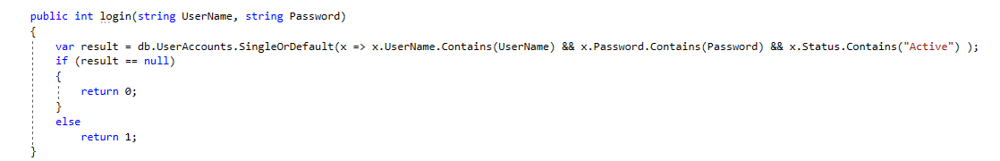 public int login(string UserName, string Password)
{
var result = db.UserAccounts.SingleOrDefault(x => x.UserName.Contains(UserName) && x.Password.Contains(Password) && x.Status.Contains("Active") );
if (result == null)
{
return 0;
}
else
return 1;
}